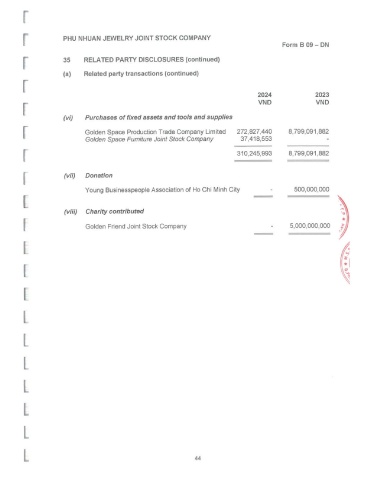 PHU NHUAN JEWELRY JOINT STOCK COMPANY
Form B 09 – DN
35 RELATED PARTY DISCLOSURES (continued)
(a) Related party transactions (continued)
2024 2023
VND VND
(vi) Purchases of fixed assets and tools and supplies
Golden Space Production Trade Company Limited 272,827,440 8,799,091,882
Golden Space Furniture Joint Stock Company 37,418,553 -
310,245,993 8,799,091,882
(vii) Donation
Young Businesspeople Association of Ho Chi Minh City - 500,000,000
(viii) Charity contributed
Golden Friend Joint Stock Company - 5,000,000,000
44